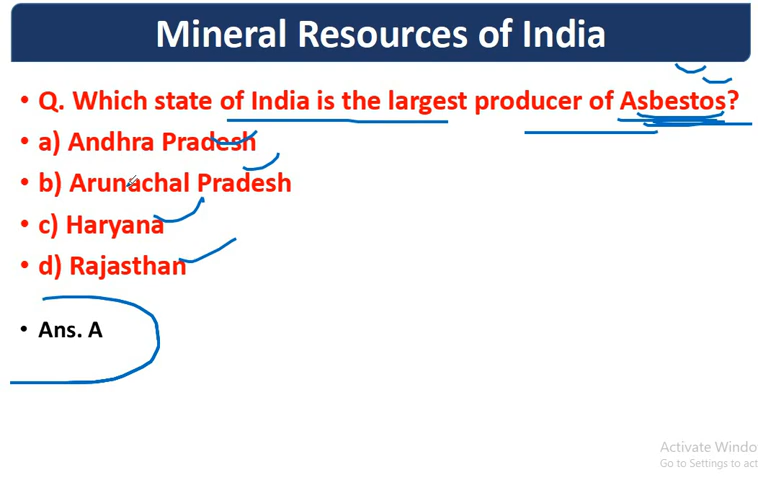 Mineral Resources of India
• Q. Which state of India is the largest producer of Asbestos?
• a) Andhra Pradesh
• b) Arunachal Pradesh
• c) Haryana
• d) Rajasthan
• Ans. A
Activate Windo
Go to Settings to act